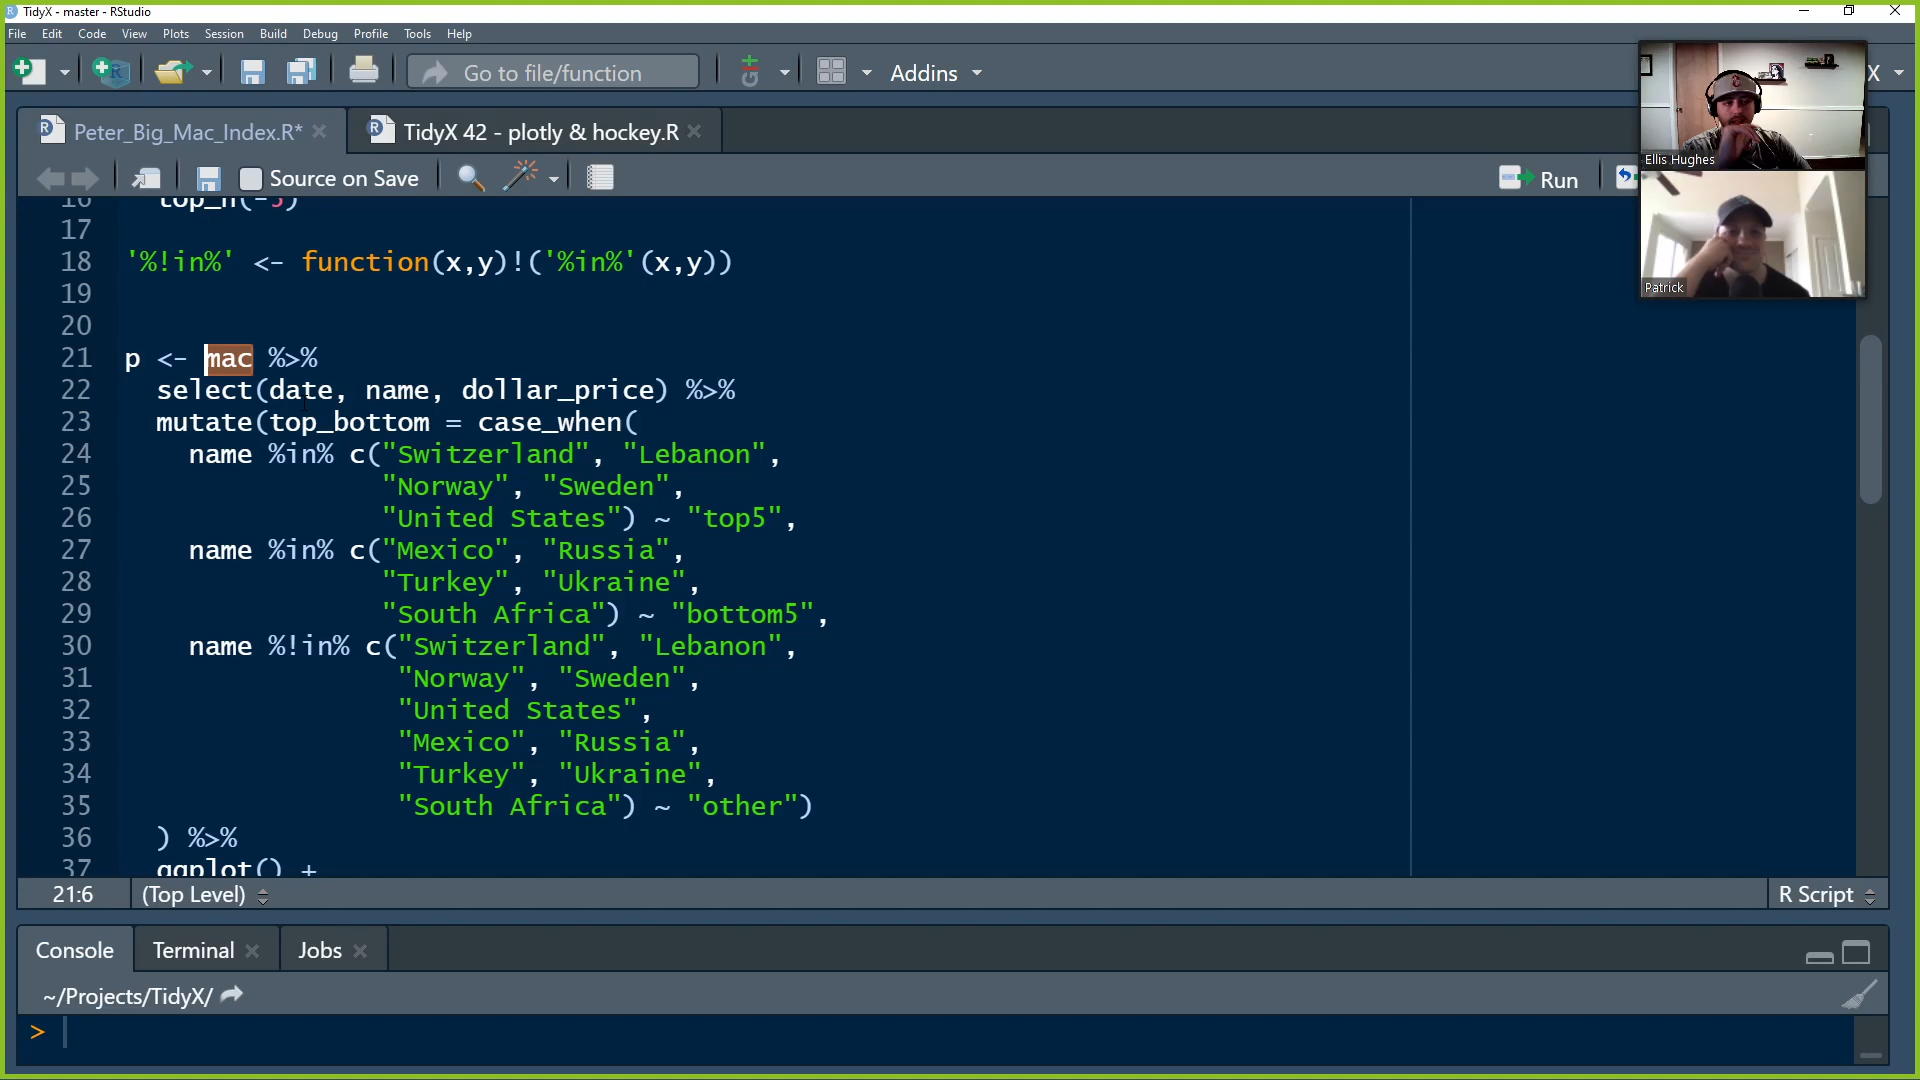 TidyX - master - RStudio
File Edit Code View Plots Session Build Debug Profile Tools Help
Go to file/function
Addins
X
Peter_Big_Mac_Index.R*
TidyX 42 - plotly & hockey.R
Source on Save
Run
Ellis Hughes
Patrick
16 top_n(-5)
17
18 '%!in%' <- function(x,y)!('%in%'(x,y))
19
20
21 p <- mac %>%
22 select(date, name, dollar_price) %>%
23 mutate(top_bottom = case_when(
24 name %in% c("Switzerland", "Lebanon",
25 "Norway", "Sweden",
26 "United States") ~ "top5",
27 name %in% c("Mexico", "Russia",
28 "Turkey", "Ukraine",
29 "South Africa") ~ "bottom5",
30 name %!in% c("Switzerland", "Lebanon",
31 "Norway", "Sweden",
32 "United States",
33 "Mexico", "Russia",
34 "Turkey", "Ukraine",
35 "South Africa") ~ "other")
36 ) %>%
37 ggplot() +
21:6 (Top Level) R Script
Console Terminal Jobs
~/Projects/TidyX/
>